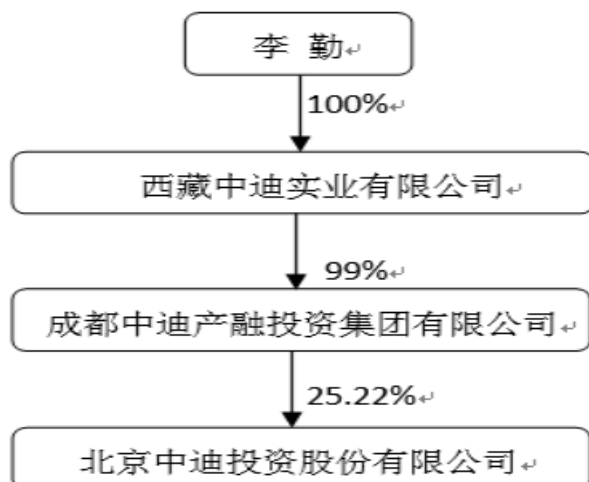 李 勤
100%
西藏中迪实业有限公司
99%
成都中迪产融投资集团有限公司
25.22%
北京中迪投资股份有限公司